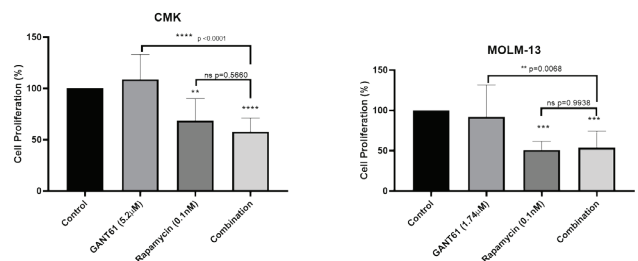 CMK
**** p <0.0001
ns p=0.5660
**
****
Cell Proliferation (%)
150
100
50
0
Control
GANT61 (5.2μM)
Rapamycin (0.1nM)
Combination
MOLM-13
** p=0.0068
ns p=0.9938
***
***
Cell Proliferation (%)
150
100
50
0
Control
GANT61 (1.74μM)
Rapamycin (0.1nM)
Combination